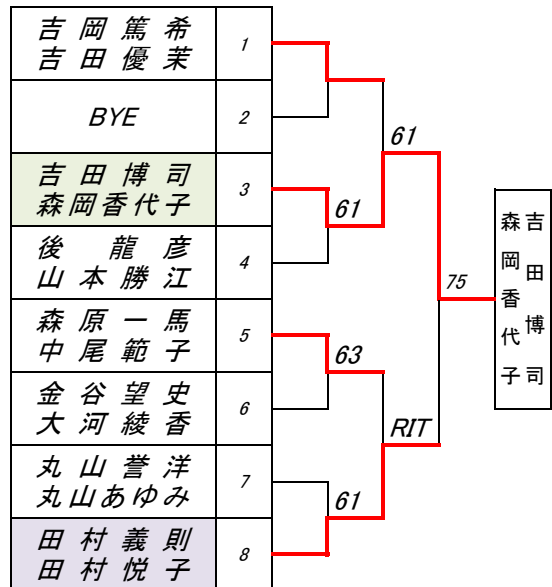 吉岡篤希
吉田優茉
1
BYE
2
吉田博司
森岡香代子
3
後龍彦
山本勝江
4
森原一馬
中尾範子
5
金谷望史
大河綾香
6
丸山誉洋
丸山あゆみ
7
田村義則
田村悦子
8
61
61
63
RIT
61
75
吉田博司
森岡香代子